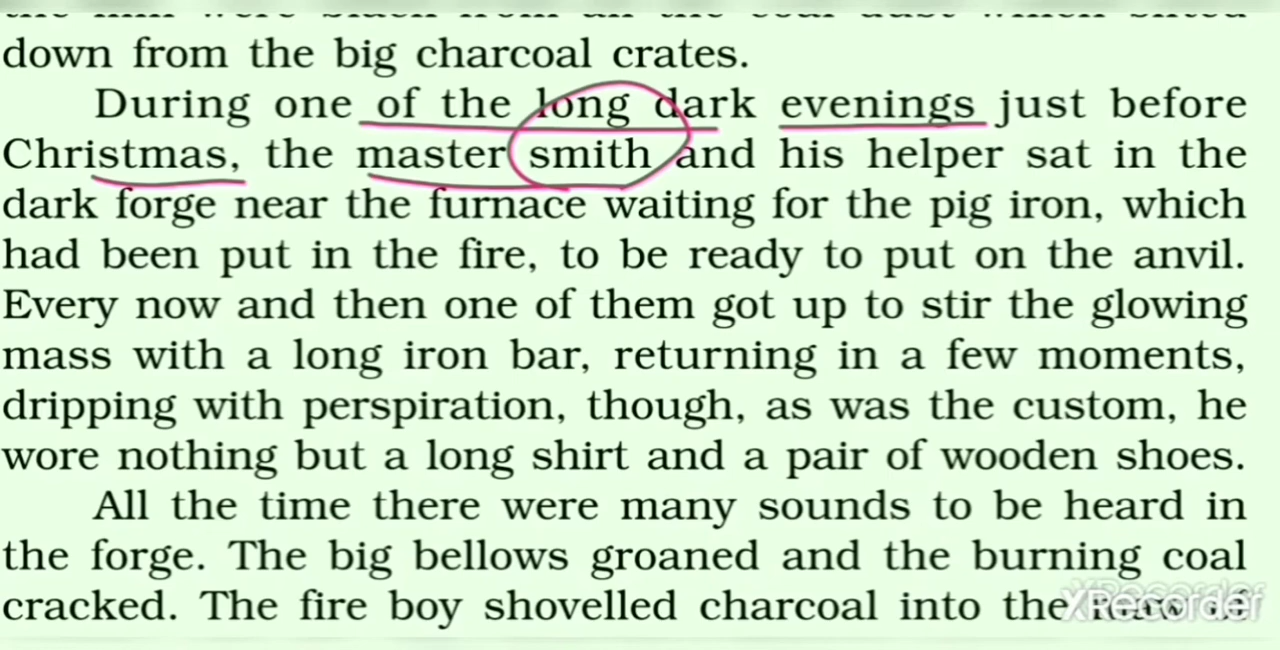 down from the big charcoal crates.
During one of the long dark evenings just before
Christmas, the master smith and his helper sat in the
dark forge near the furnace waiting for the pig iron, which
had been put in the fire, to be ready to put on the anvil.
Every now and then one of them got up to stir the glowing
mass with a long iron bar, returning in a few moments,
dripping with perspiration, though, as was the custom, he
wore nothing but a long shirt and a pair of wooden shoes.
All the time there were many sounds to be heard in
the forge. The big bellows groaned and the burning coal
cracked. The fire boy shovelled charcoal into the
XRecorder